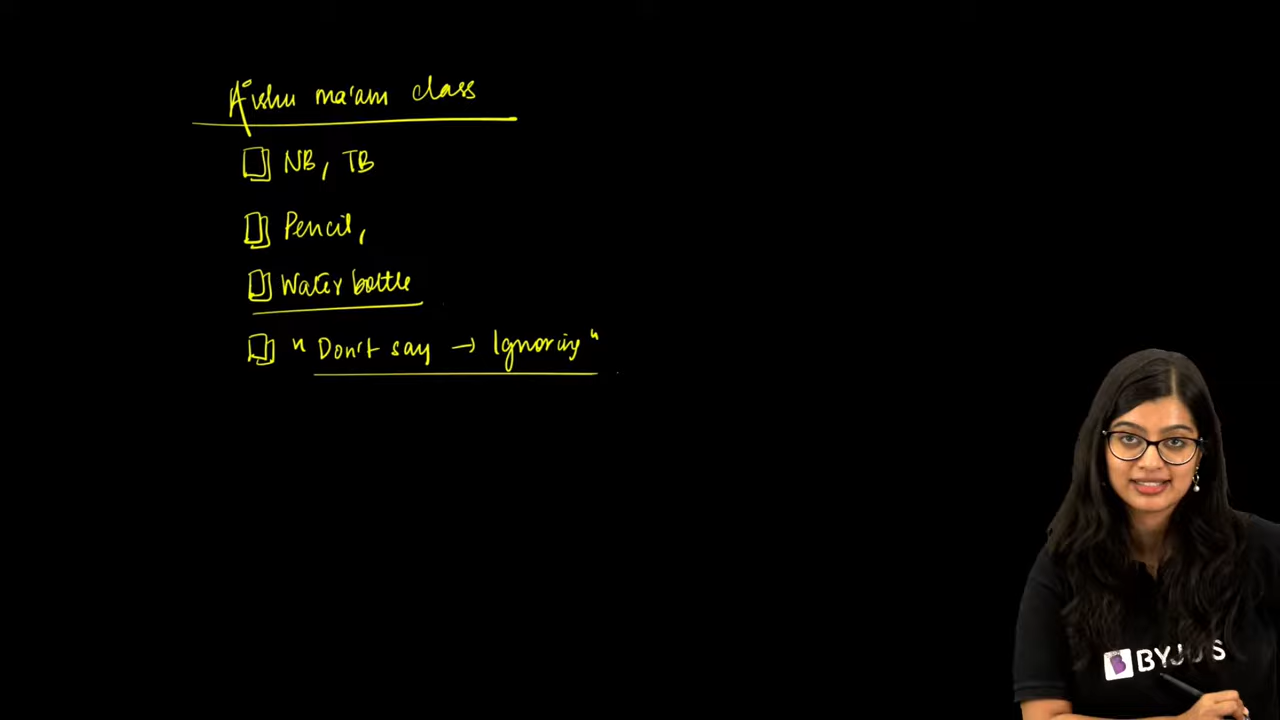 Aishu ma'am class
NB, TB
Pencil,
Water bottle
"Don't say → Ignoring"
BYJU'S